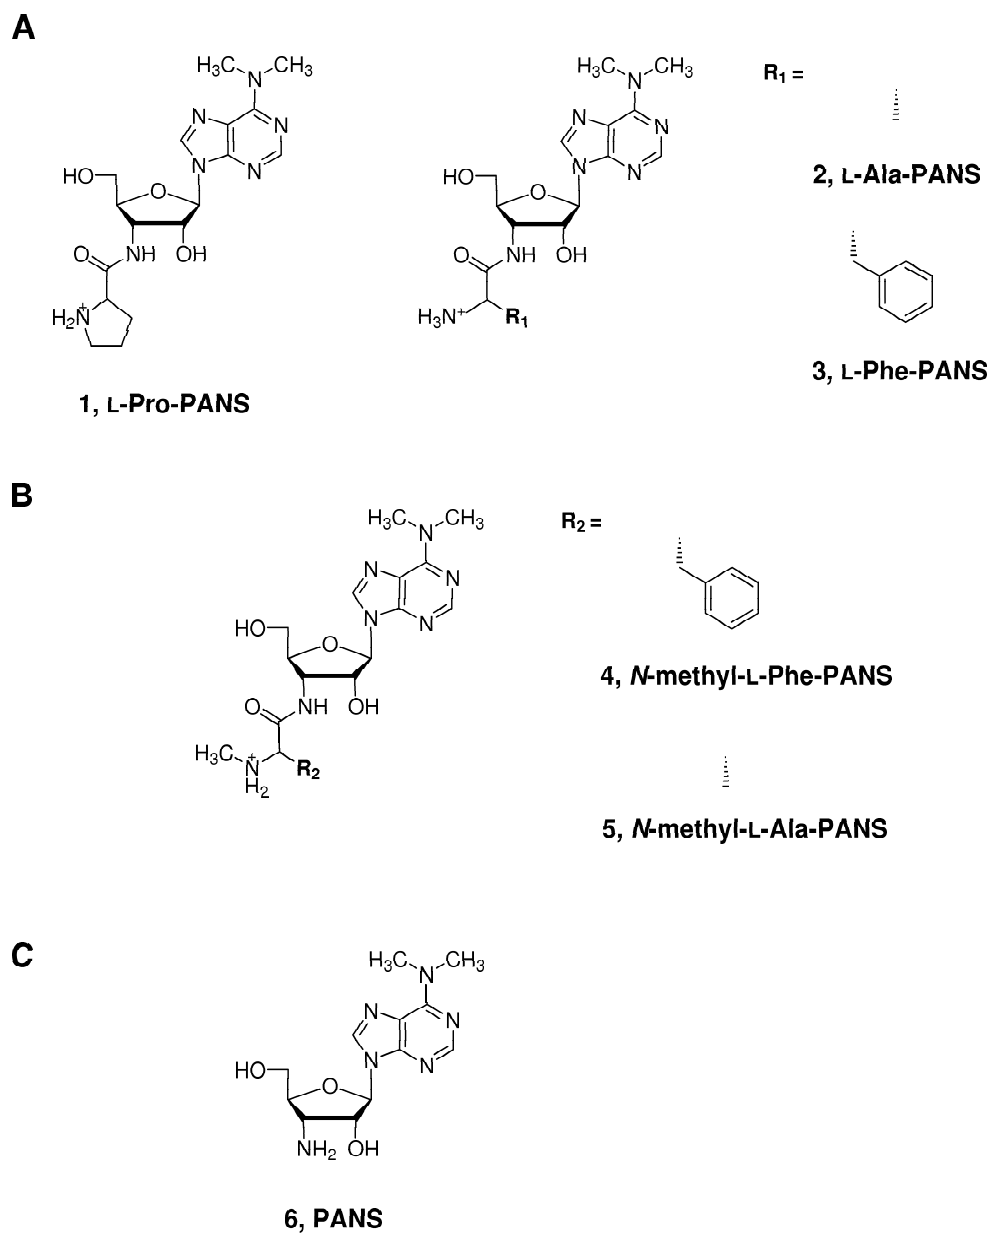 A
H₃C N CH₃ H₃C N CH₃ R₁ =
N N N N
N N N N
HO O HO O 2, L-Ala-PANS
O NH OH O NH OH
H₂N⁺ H₃N⁺ R₁
3, L-Phe-PANS
1, L-Pro-PANS
B
H₃C N CH₃ R₂ =
N N
N N
HO O
4, N-methyl-L-Phe-PANS
O NH OH
H₃C N⁺ R₂
H₂
5, N-methyl-L-Ala-PANS
C
H₃C N CH₃
N N
N N
HO O
NH₂ OH
6, PANS